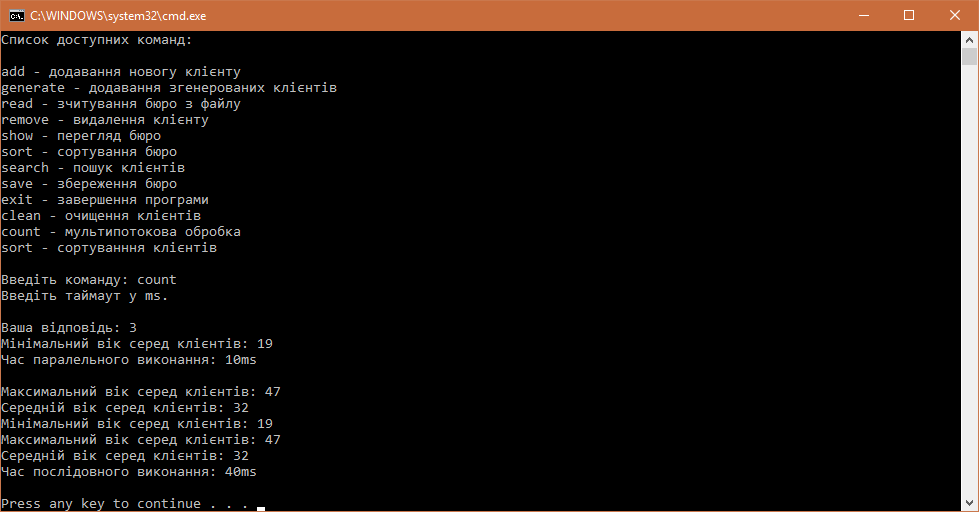 C:\WINDOWS\system32\cmd.exe
Список доступних команд:
add - додавання новогу клієнту
generate - додавання згенерованих клієнтів
read - зчитування бюро з файлу
remove - видалення клієнту
show - перегляд бюро
sort - сортування бюро
search - пошук клієнтів
save - збереження бюро
exit - завершення програми
clean - очищення клієнтів
count - мультипотокова обробка
sort - сортуванння клієнтів
Введіть команду: count
Введіть таймаут у ms.
Ваша відповідь: 3
Мінімальний вік серед клієнтів: 19
Час паралельного виконання: 10ms
Максимальний вік серед клієнтів: 47
Середній вік серед клієнтів: 32
Мінімальний вік серед клієнтів: 19
Максимальний вік серед клієнтів: 47
Середній вік серед клієнтів: 32
Час послідовного виконання: 40ms
Press any key to continue . . .